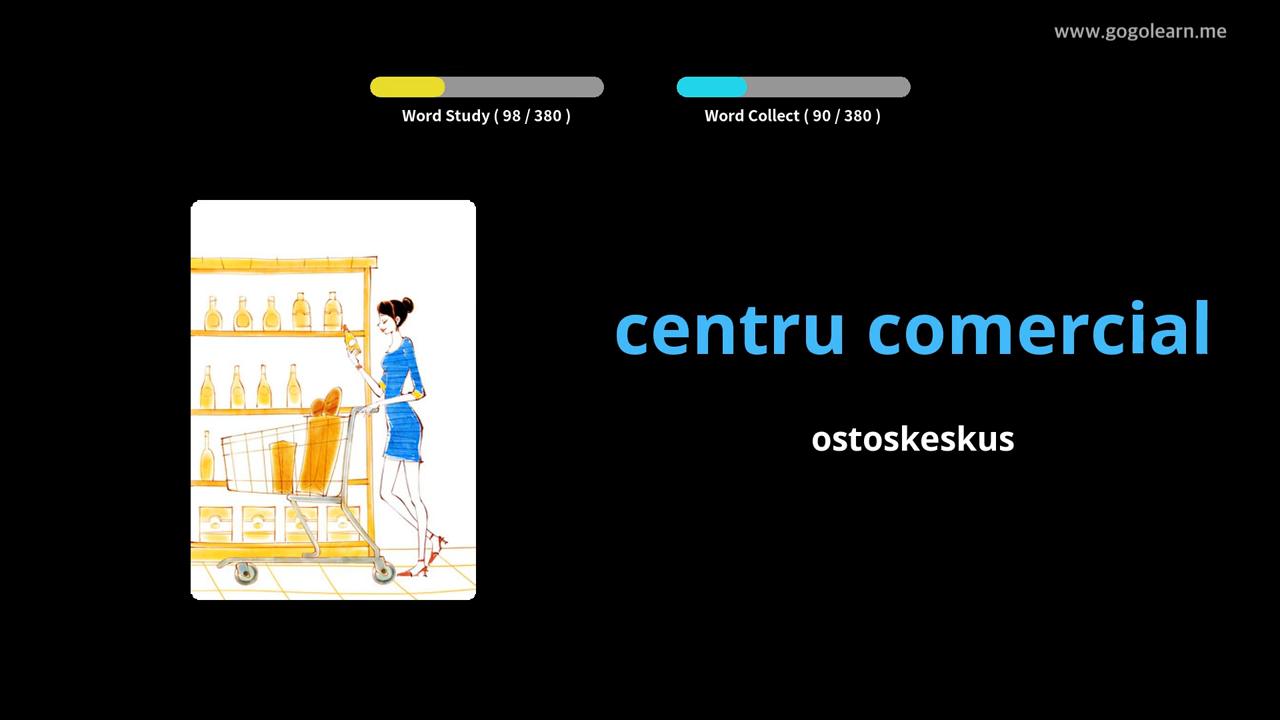 www.gogolearn.me
Word Study ( 98 / 380 )
Word Collect ( 90 / 380 )
centru comercial
ostoskeskus